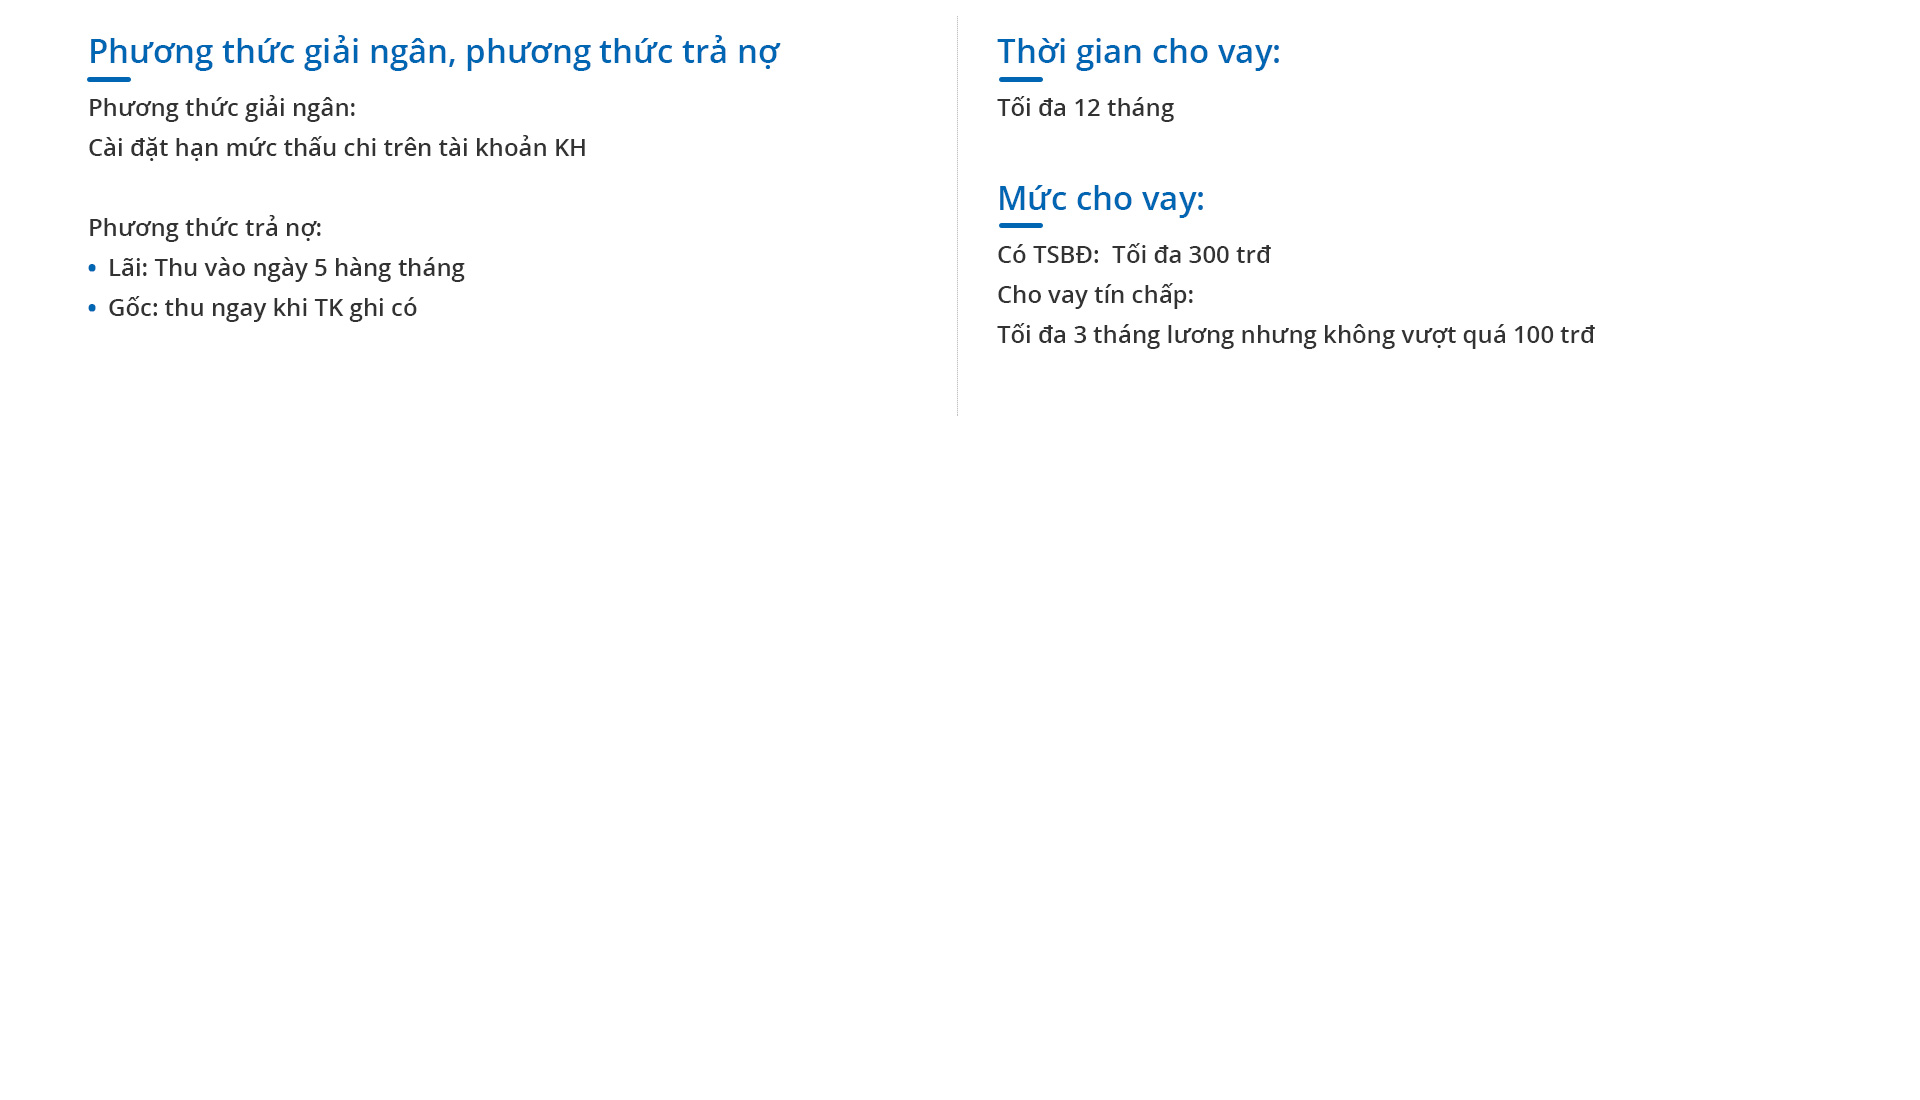 Phương thức giải ngân, phương thức trả nợ
Phương thức giải ngân:
Cài đặt hạn mức thấu chi trên tài khoản KH
Phương thức trả nợ:
• Lãi: Thu vào ngày 5 hàng tháng
• Gốc: thu ngay khi TK ghi có
Thời gian cho vay:
Tối đa 12 tháng
Mức cho vay:
Có TSBĐ:  Tối đa 300 trđ
Cho vay tín chấp:
Tối đa 3 tháng lương nhưng không vượt quá 100 trđ